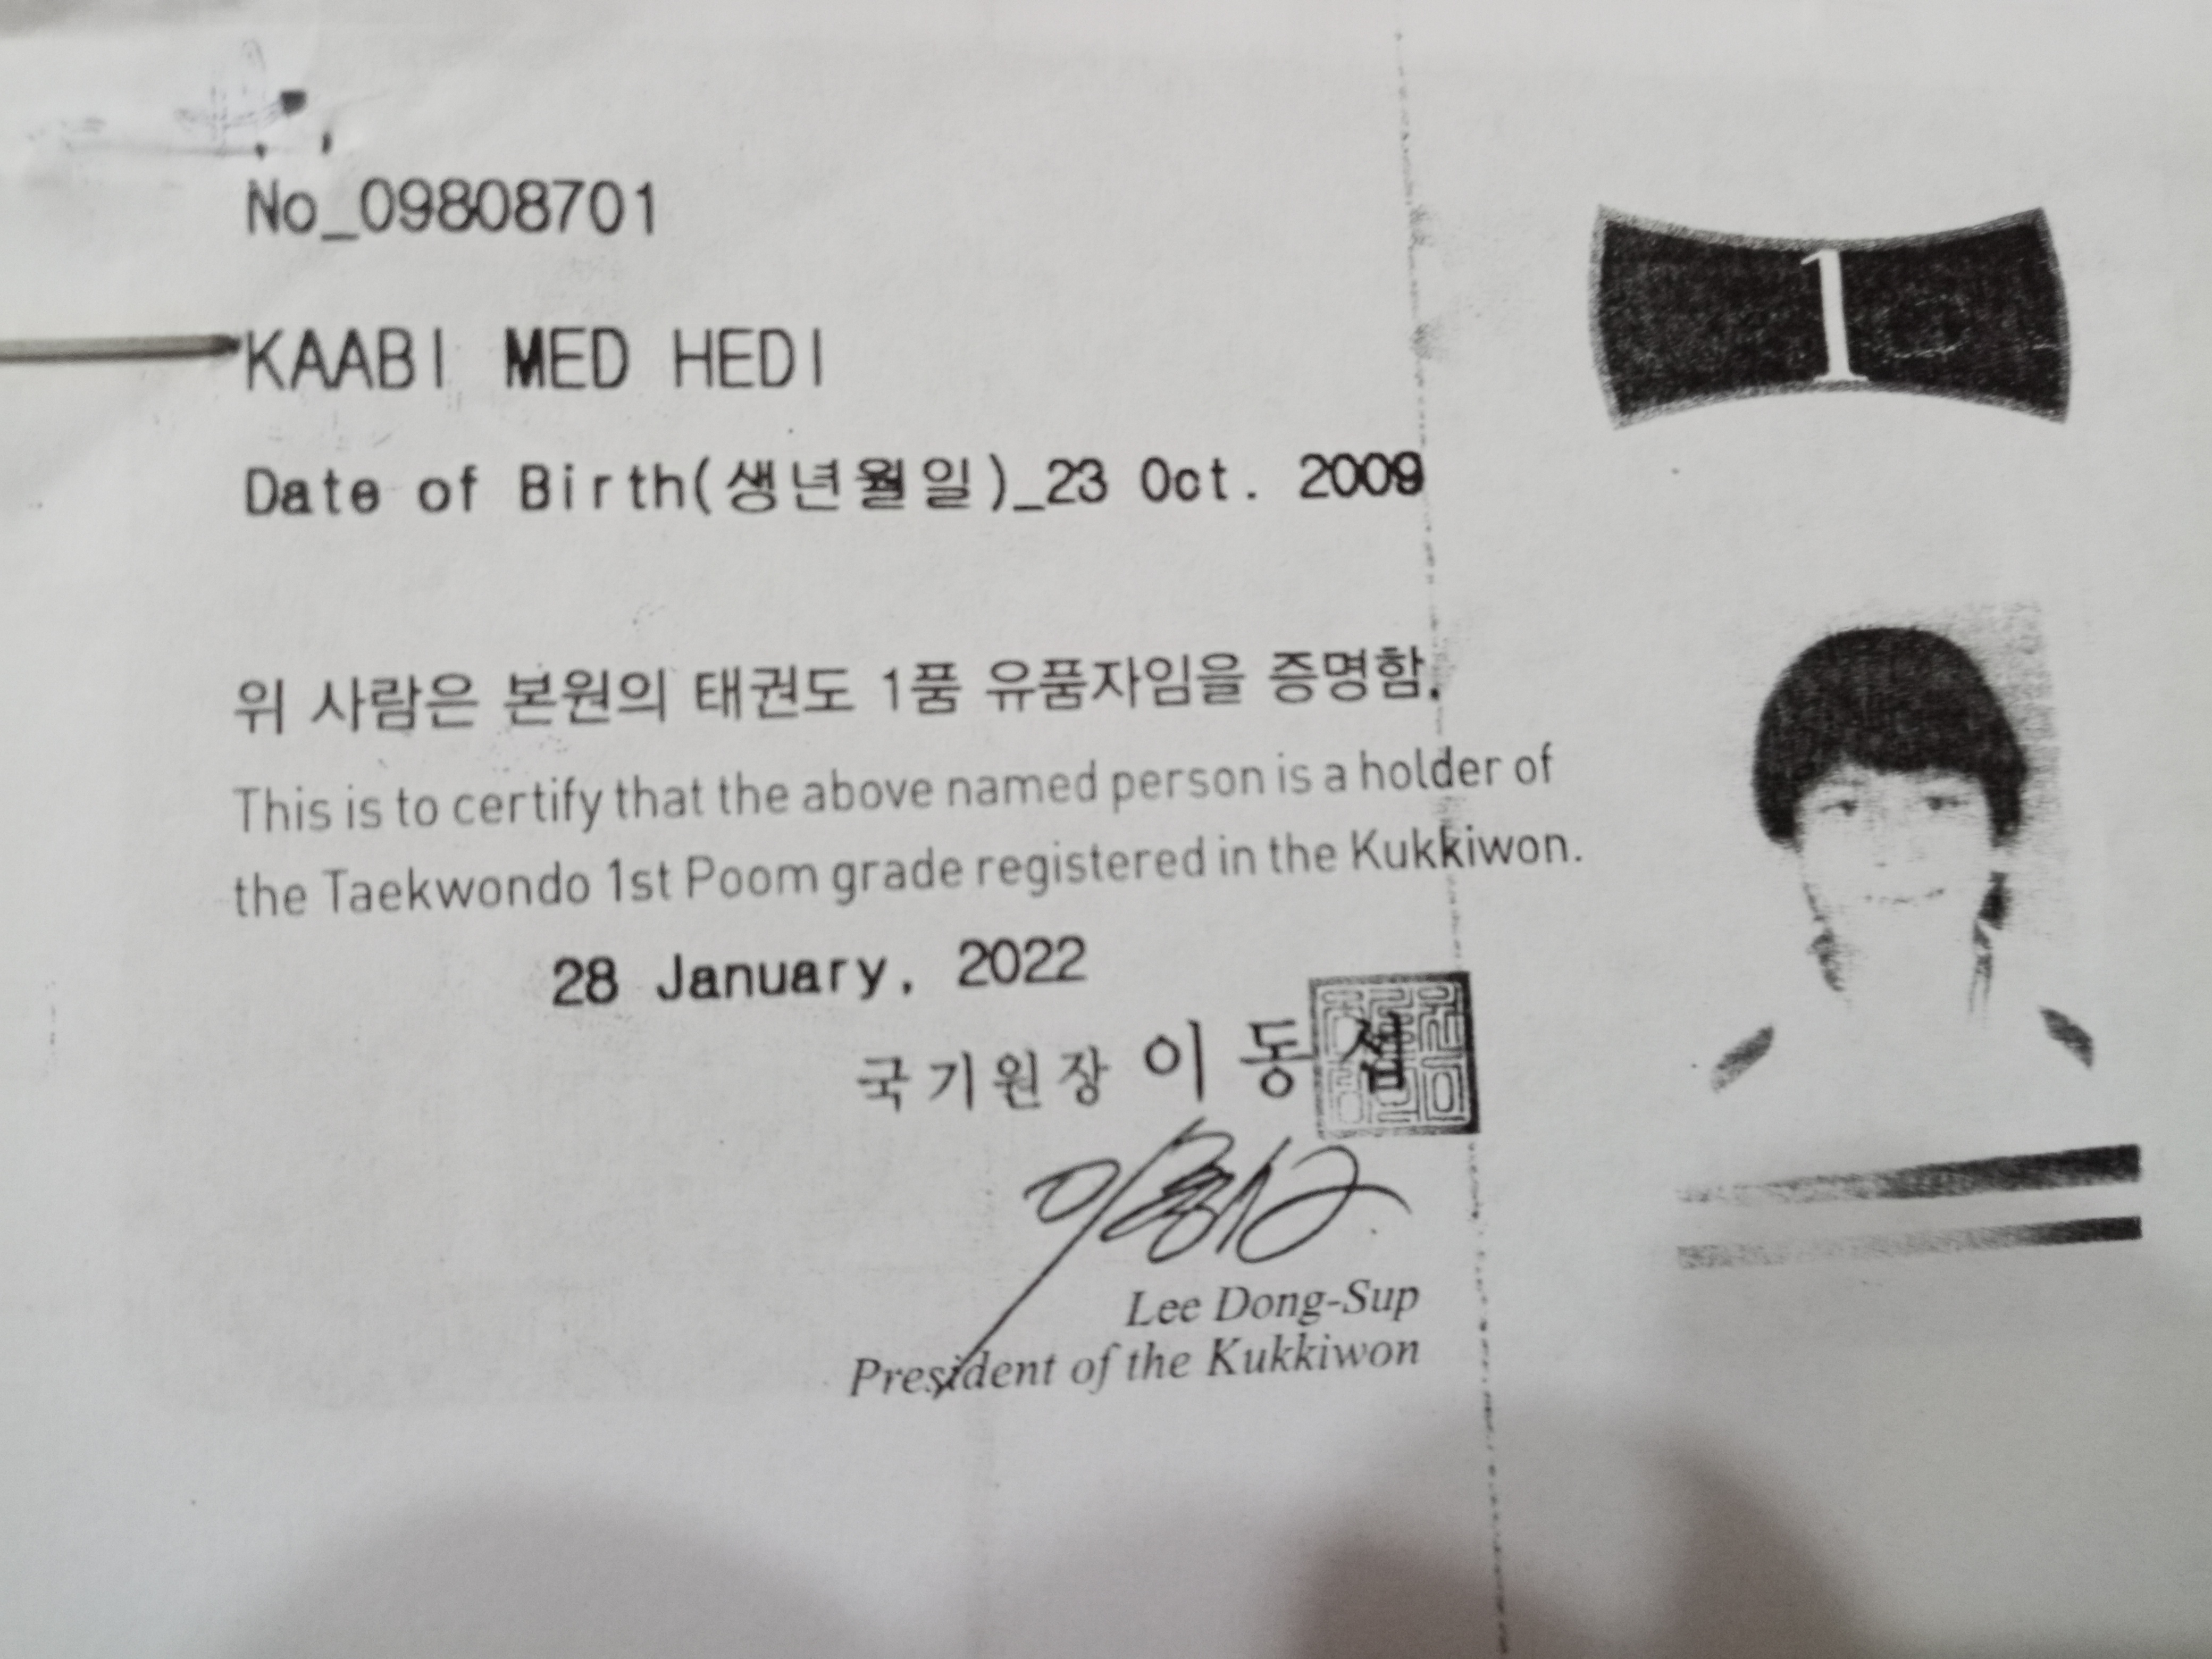 No_09808701
1
KAABI MED HEDI
Date of Birth(생년월일)_23 Oct. 2009
위 사람은 본원의 태권도 1품 유품자임을 증명함.
This is to certify that the above named person is a holder of
the Taekwondo 1st Poom grade registered in the Kukkiwon.
28 January, 2022
국기원장 이 동 섭
Lee Dong-Sup
President of the Kukkiwon